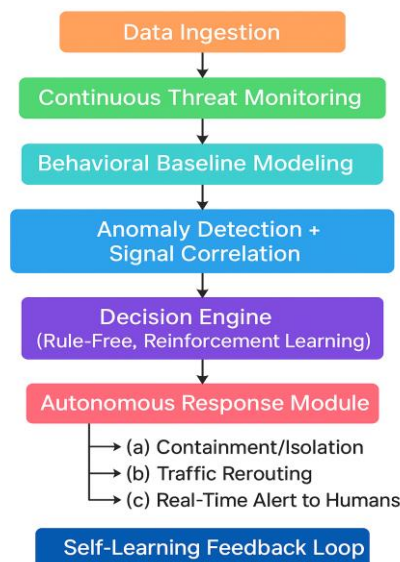 Data Ingestion
Continuous Threat Monitoring
Behavioral Baseline Modeling
Anomaly Detection +
Signal Correlation
Decision Engine
(Rule-Free, Reinforcement Learning)
Autonomous Response Module
(a) Containment/Isolation
(b) Traffic Rerouting
(c) Real-Time Alert to Humans
Self-Learning Feedback Loop